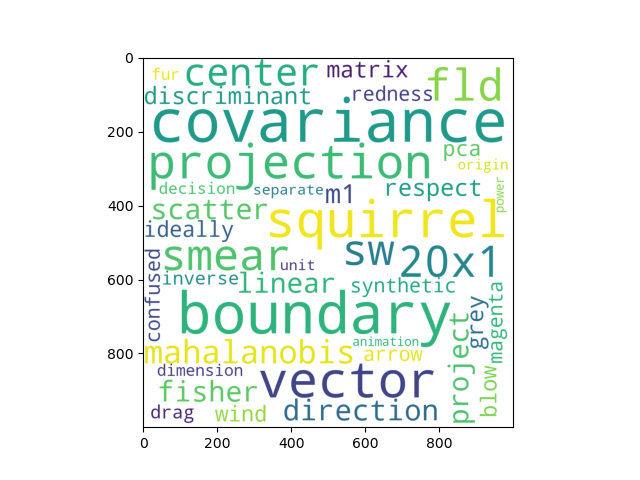 0
200
400
600
800
0 200 400 600 800
fur center matrix fld
discriminant redness
covariance
projection pca
origin
decision separate m1 respect power
scatter squirrel
ideally
smear sw 20x1
unit
confused inverse linear synthetic
boundary grey magenta
animation
mahalanobis arrow project
dimension vector blow
fisher
drag wind direction